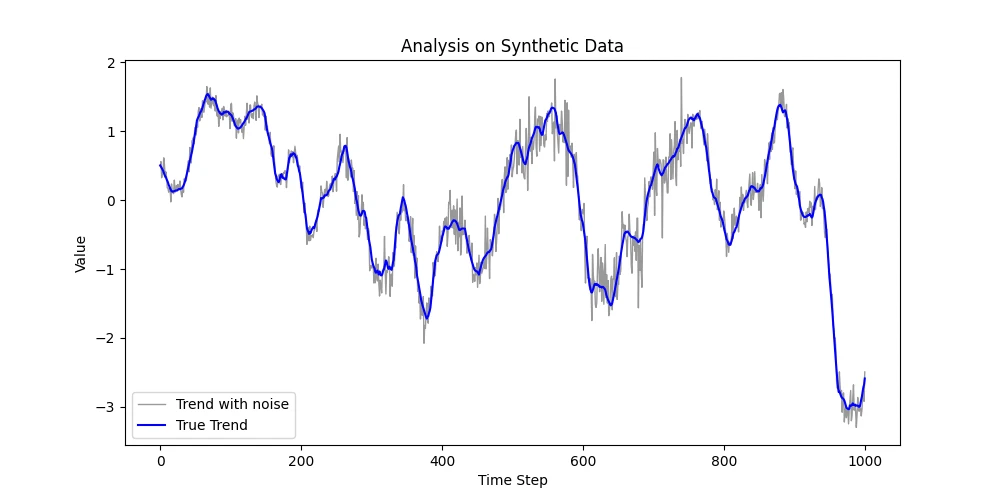 Analysis on Synthetic Data
2
1
0
−1
−2
−3
Value
Trend with noise
True Trend
0 200 400 600 800 1000
Time Step